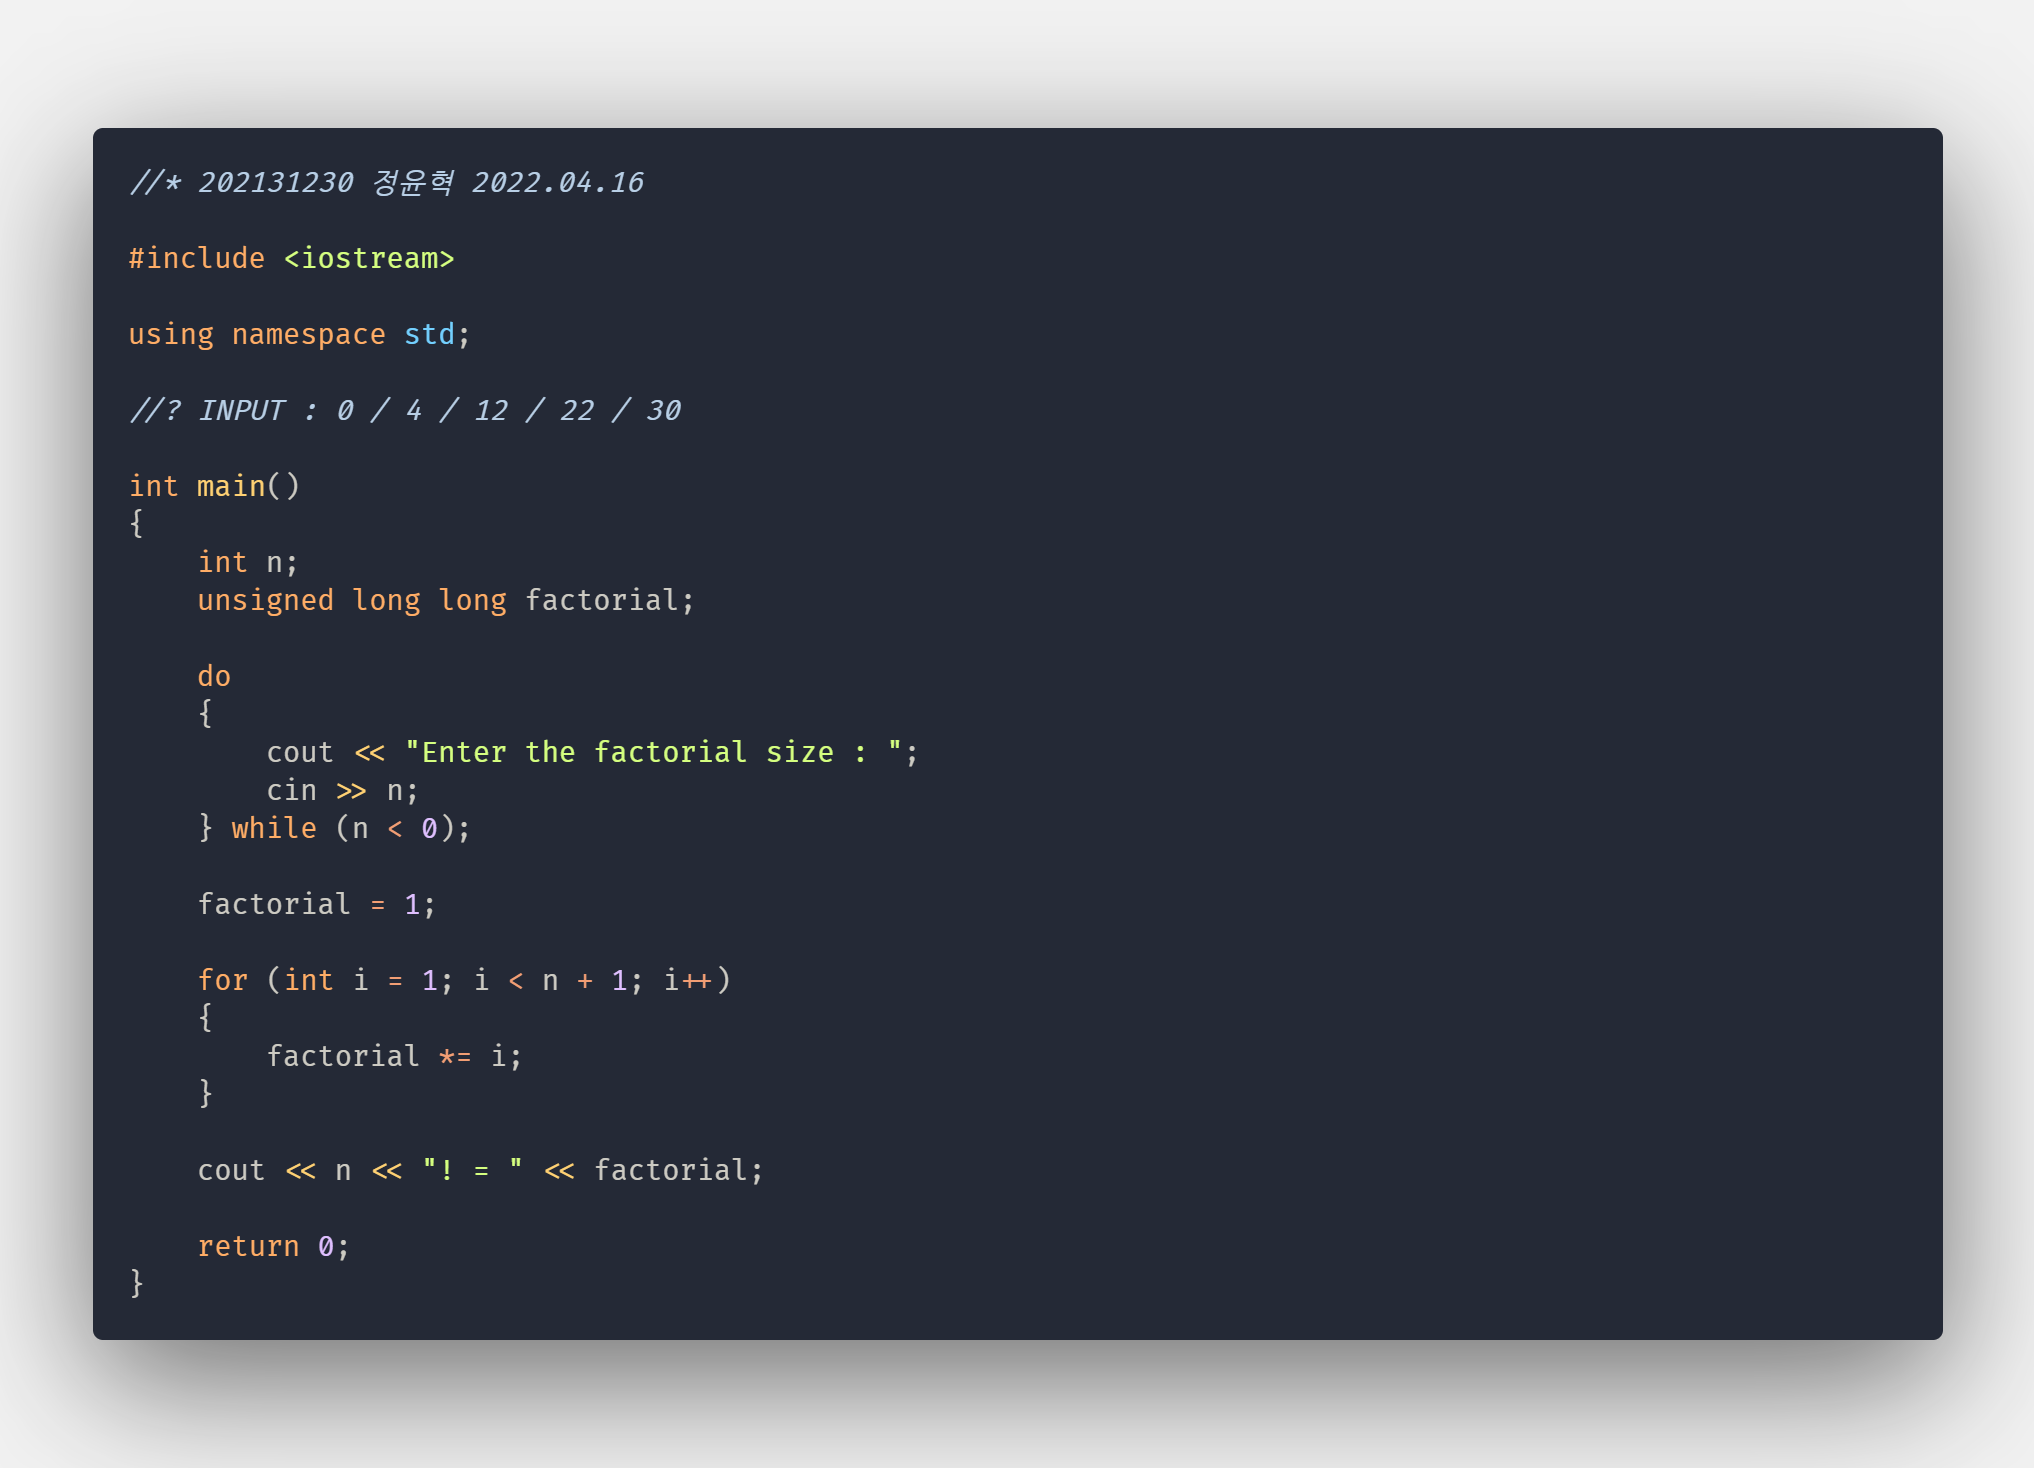 //* 202131230 정윤혁 2022.04.16
#include <iostream>
using namespace std;
//? INPUT : 0 / 4 / 12 / 22 / 30
int main()
{
    int n;
    unsigned long long factorial;
    do
    {
        cout << "Enter the factorial size : ";
        cin >> n;
    } while (n < 0);
    factorial = 1;
    for (int i = 1; i < n + 1; i++)
    {
        factorial *= i;
    }
    cout << n << "! = " << factorial;
    return 0;
}